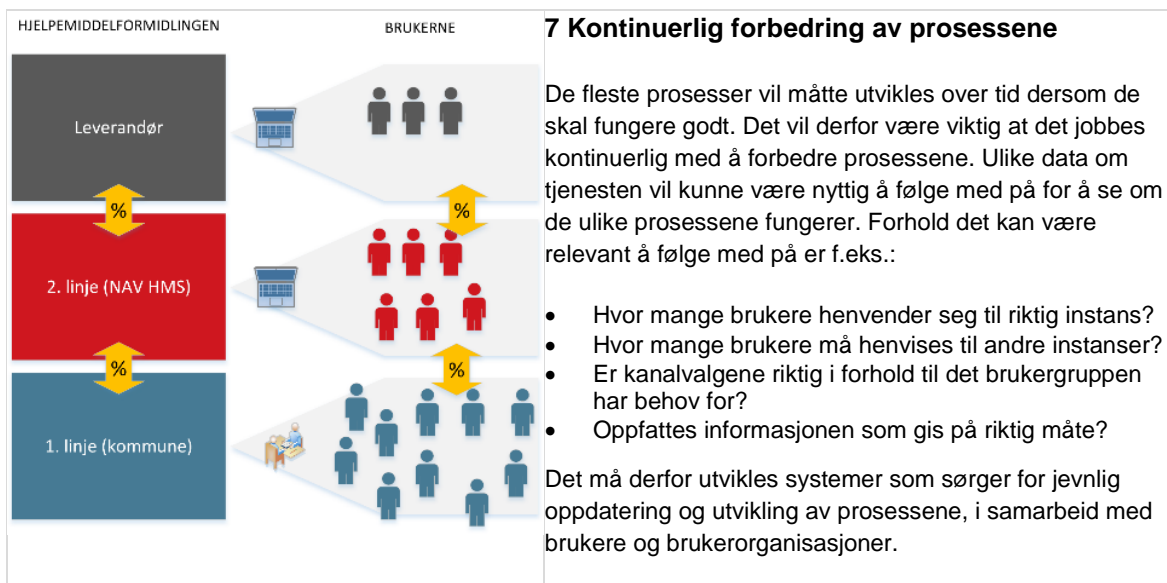 HJELPEMIDDELFORMIDLINGEN
BRUKERNE
Leverandør
%
%
2. linje (NAV HMS)
%
%
1. linje (kommune)
7 Kontinuerlig forbedring av prosessene
De fleste prosesser vil måtte utvikles over tid dersom de
skal fungere godt. Det vil derfor være viktig at det jobbes
kontinuerlig med å forbedre prosessene. Ulike data om
tjenesten vil kunne være nyttig å følge med på for å se om
de ulike prosessene fungerer. Forhold det kan være
relevant å følge med på er f.eks.:
• Hvor mange brukere henvender seg til riktig instans?
• Hvor mange brukere må henvises til andre instanser?
• Er kanalvalgene riktig i forhold til det brukergruppen
har behov for?
• Oppfattes informasjonen som gis på riktig måte?
Det må derfor utvikles systemer som sørger for jevnlig
oppdatering og utvikling av prosessene, i samarbeid med
brukere og brukerorganisasjoner.